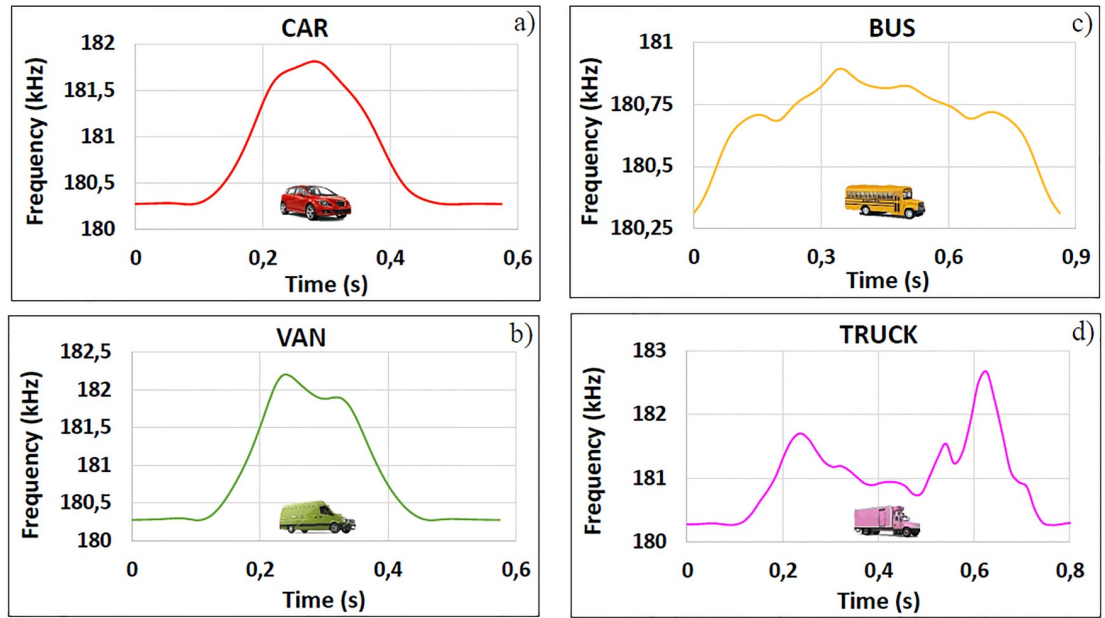 a)
CAR
Frequency (kHz)
182
181,5
181
180,5
180
0 0,2 0,4 0,6
Time (s)
c)
BUS
Frequency (kHz)
181
180,75
180,5
180,25
0 0,3 0,6 0,9
Time (s)
b)
VAN
Frequency (kHz)
182,5
182
181,5
181
180,5
180
0 0,2 0,4 0,6
Time (s)
d)
TRUCK
Frequency (kHz)
183
182
181
180
0 0,2 0,4 0,6 0,8
Time (s)